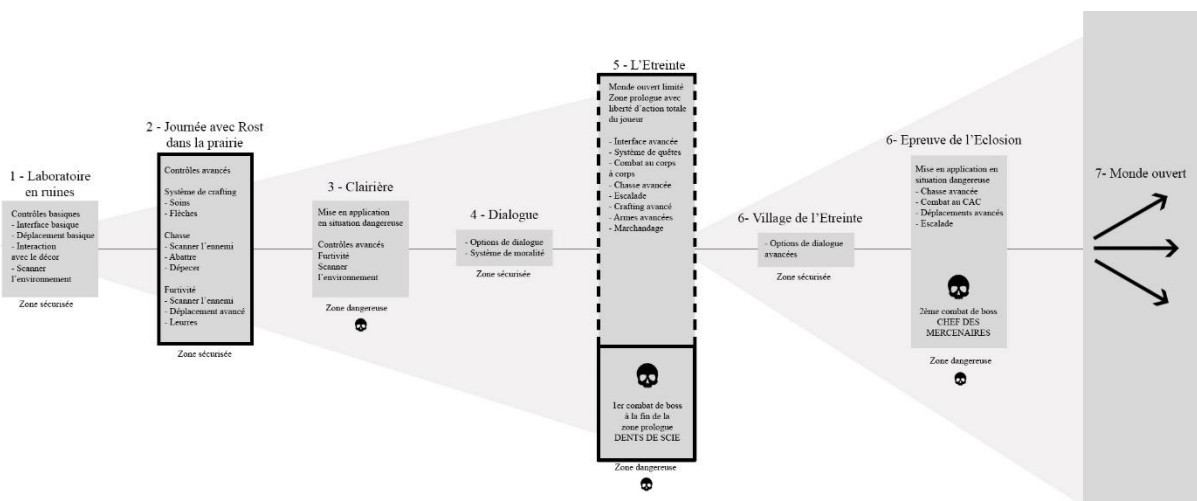 1 - Laboratoire
en ruines
Contrôles basiques
- Interface basique
- Déplacement basique
- Interaction
avec le décor
- Scanner
l'environnement
Zone sécurisée
2 - Journée avec Rost
dans la prairie
Contrôles avancés
Système de crafting
- Soins
- Flèches
Chasse
- Scanner l'ennemi
- Abattre
- Dépecer
Furtivité
- Scanner l'ennemi
- Déplacement avancé
- Leurres
Zone sécurisée
3 - Clairière
Mise en application
en situation dangereuse
Contrôles avancés
Furtivité
Scanner
l'environnement
Zone dangereuse
4 - Dialogue
- Options de dialogue
- Système de moralité
Zone sécurisée
5 - L'Etreinte
Monde ouvert limité
Zone prologue avec
liberté d'action totale
du joueur
- Interface avancée
- Système de quêtes
- Combat au corps
à corps
- Chasse avancée
- Escalade
- Crafting avancé
- Armes avancées
- Marchandage
1er combat de boss
à la fin de la
zone prologue
DENTS DE SCIE
Zone dangereuse
6- Village de l'Etreinte
- Options de dialogue
avancées
Zone sécurisée
6- Epreuve de l'Eclosion
Mise en application en
situation dangereuse
- Chasse avancée
- Combat au CAC
- Déplacements avancés
- Escalade
2ème combat de boss
CHEF DES
MERCENAIRES
Zone dangereuse
7- Monde ouvert